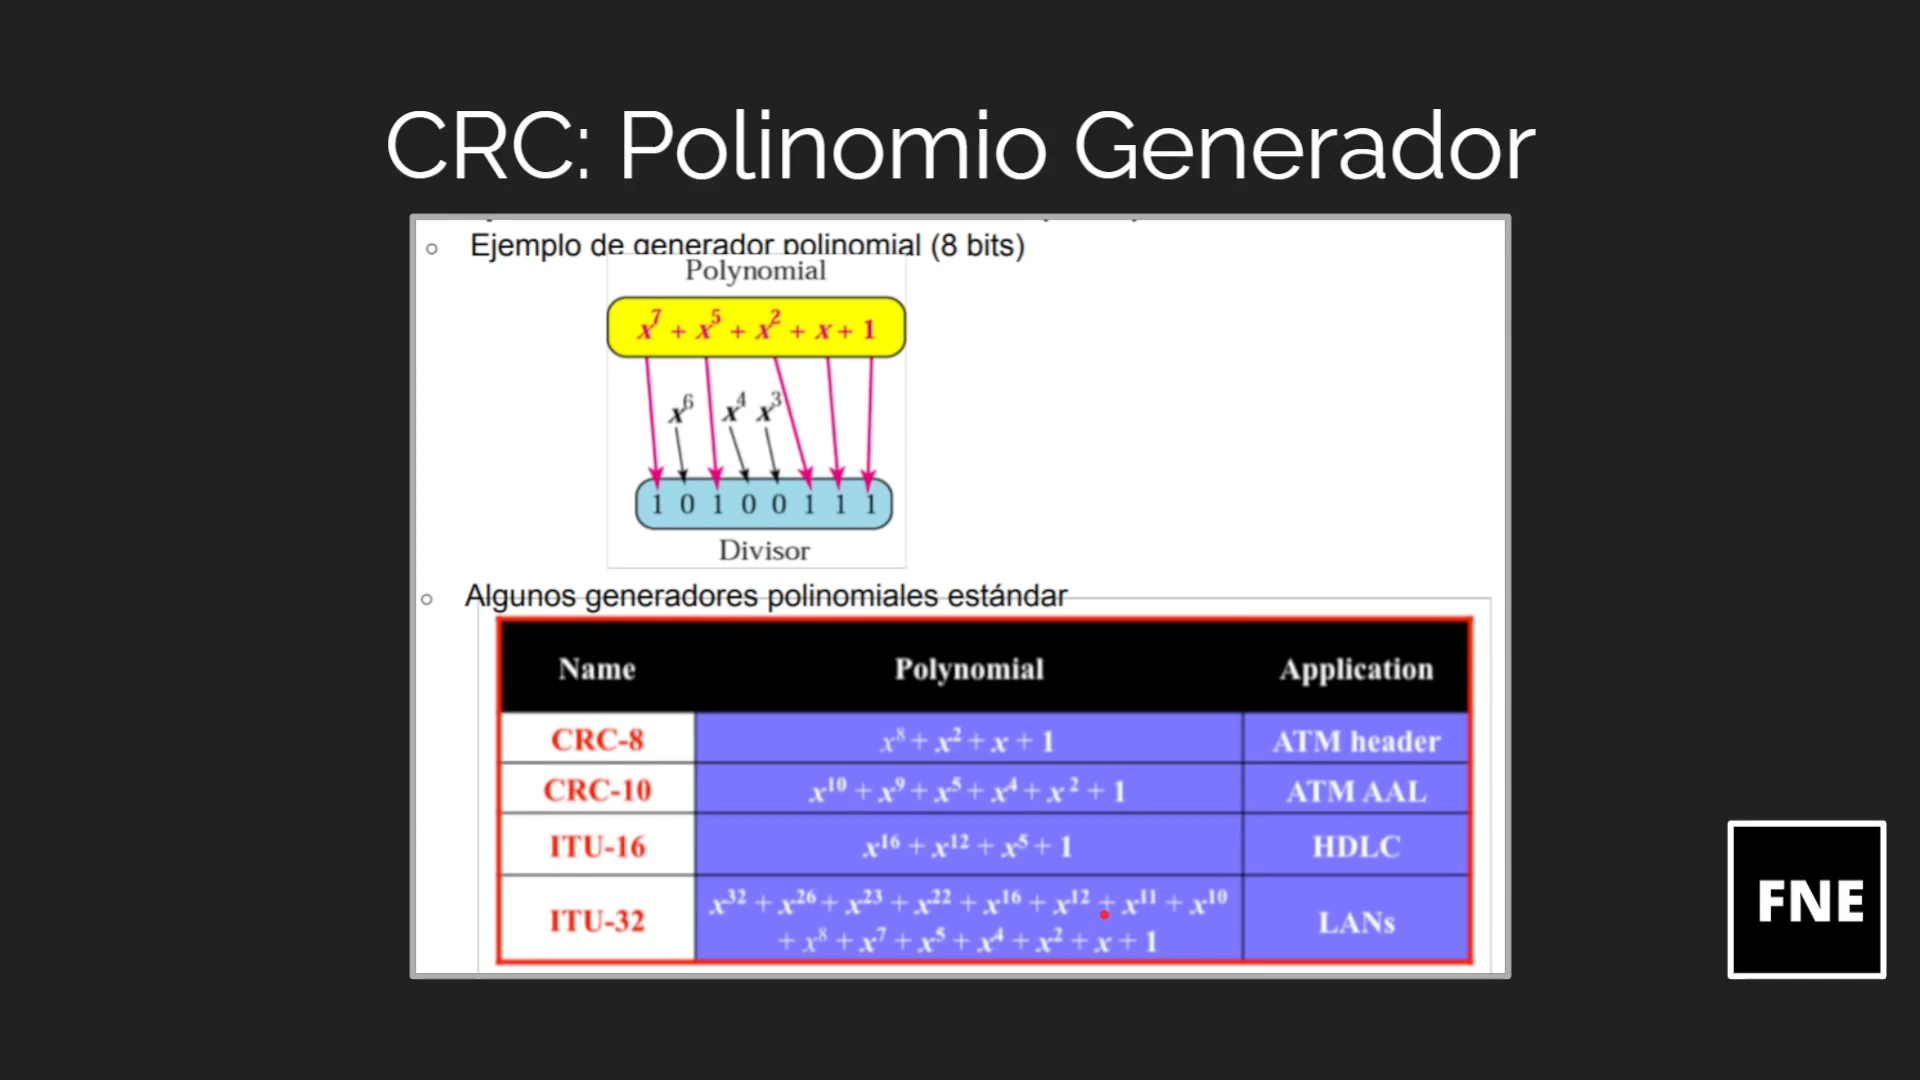 CRC: Polinomio Generador
Ejemplo de generador polinomial (8 bits)
Polynomial
x⁷ + x⁵ + x² + x + 1
x⁶ x⁴ x³
1 0 1 0 0 1 1 1
Divisor
Algunos generadores polinomiales estándar
Name Polynomial Application
CRC-8 x⁸ + x² + x + 1 ATM header
CRC-10 x¹⁰ + x⁹ + x⁵ + x⁴ + x² + 1 ATM AAL
ITU-16 x¹⁶ + x¹² + x⁵ + 1 HDLC
ITU-32 x³² + x²⁶ + x²³ + x²² + x¹⁶ + x¹² + x¹¹ + x¹⁰ LANs
+ x⁸ + x⁷ + x⁵ + x⁴ + x² + x + 1
FNE